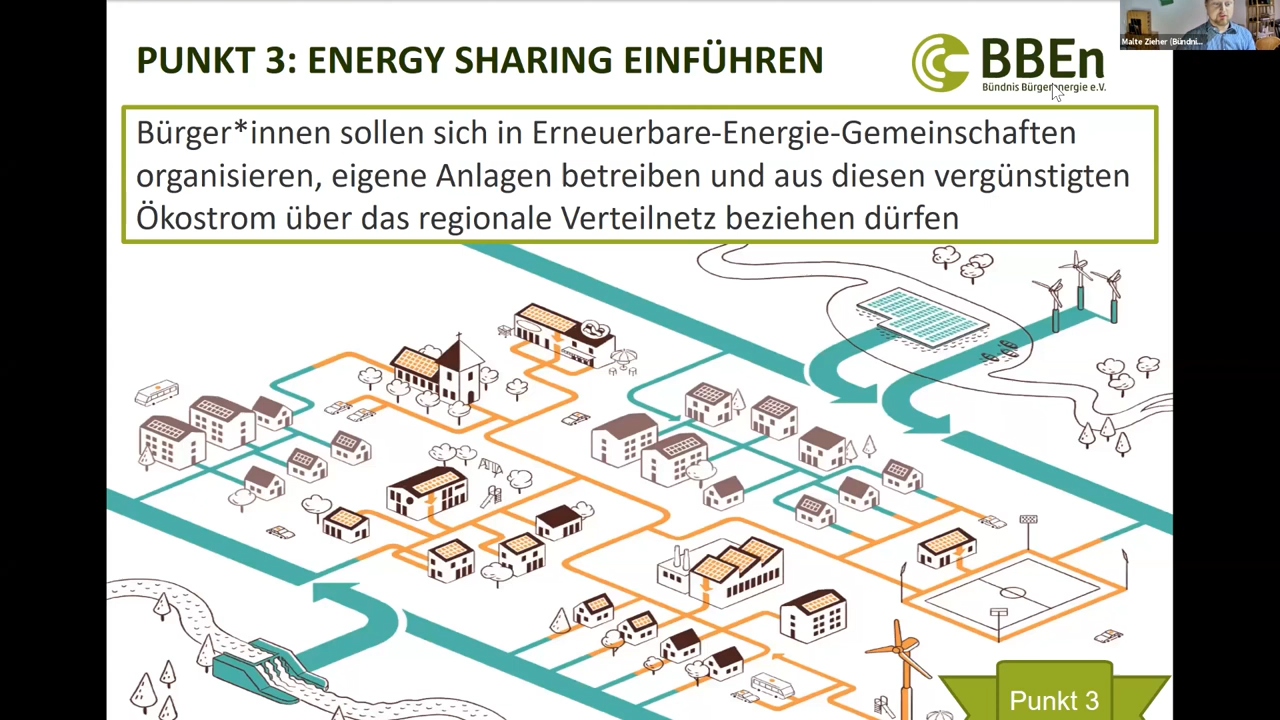 PUNKT 3: ENERGY SHARING EINFÜHREN
BBEn
Bündnis Bürgerenergie e.V.
Malte Zieher (Bündni...
Bürger*innen sollen sich in Erneuerbare-Energie-Gemeinschaften
organisieren, eigene Anlagen betreiben und aus diesen vergünstigten
Ökostrom über das regionale Verteilnetz beziehen dürfen
Punkt 3